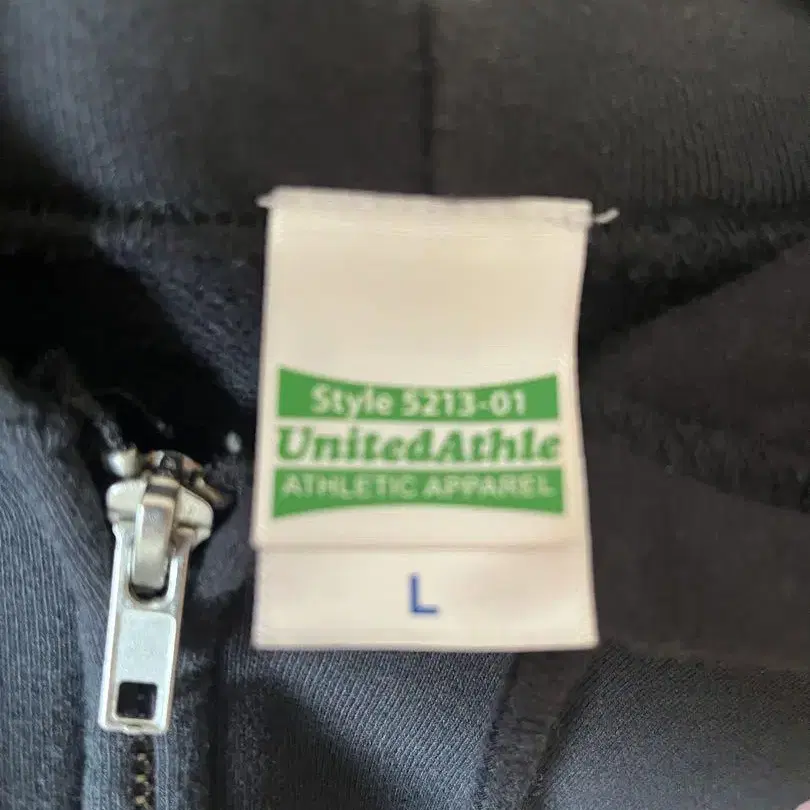 Style 5213-01
UnitedAthle
ATHLETIC APPAREL
L